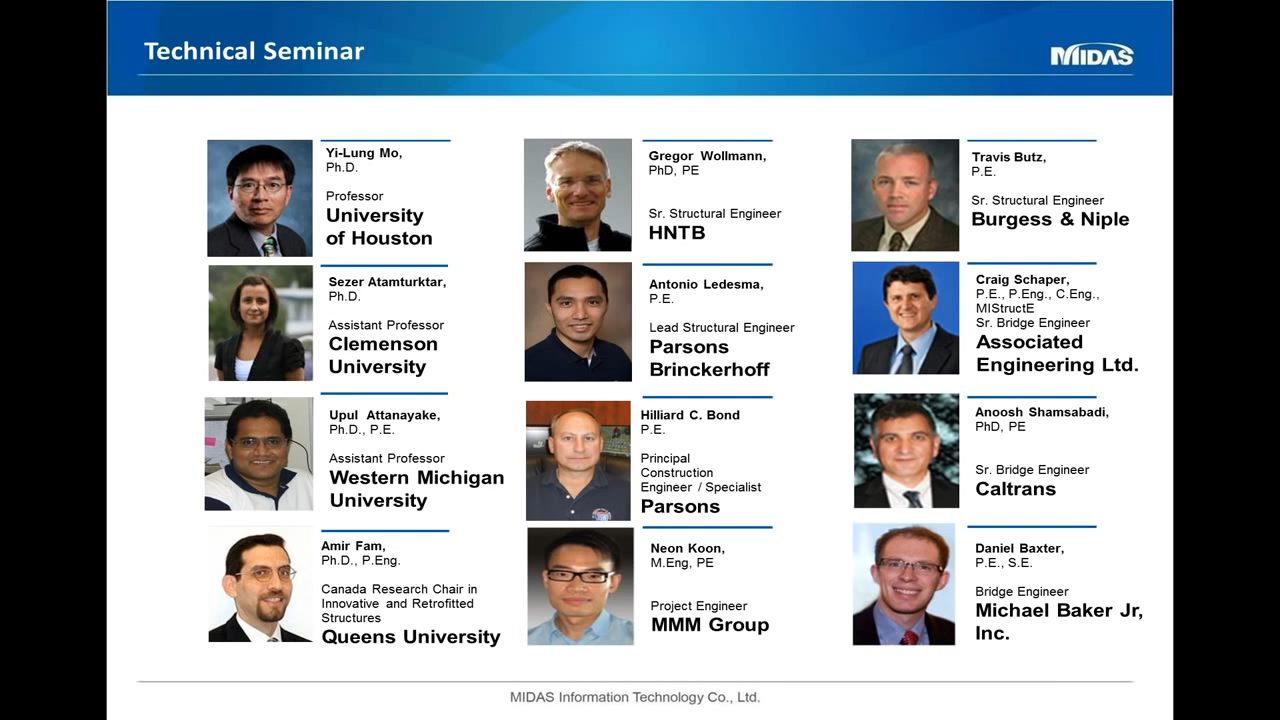 Technical Seminar
MIDAS
Yi-Lung Mo,
Ph.D.
Professor
University
of Houston
Gregor Wollmann,
PhD, PE
Sr. Structural Engineer
HNTB
Travis Butz,
P.E.
Sr. Structural Engineer
Burgess & Niple
Sezer Atamturktar,
Ph.D.
Assistant Professor
Clemenson
University
Antonio Ledesma,
P.E.
Lead Structural Engineer
Parsons
Brinckerhoff
Craig Schaper,
P.E., P.Eng., C.Eng.,
MIStructE
Sr. Bridge Engineer
Associated
Engineering Ltd.
Upul Attanayake,
Ph.D., P.E.
Assistant Professor
Western Michigan
University
Hilliard C. Bond
P.E.
Principal
Construction
Engineer / Specialist
Parsons
Anoosh Shamsabadi,
PhD, PE
Sr. Bridge Engineer
Caltrans
Amir Fam,
Ph.D., P.Eng.
Canada Research Chair in
Innovative and Retrofitted
Structures
Queens University
Neon Koon,
M.Eng, PE
Project Engineer
MMM Group
Daniel Baxter,
P.E., S.E.
Bridge Engineer
Michael Baker Jr,
Inc.
MIDAS Information Technology Co., Ltd.